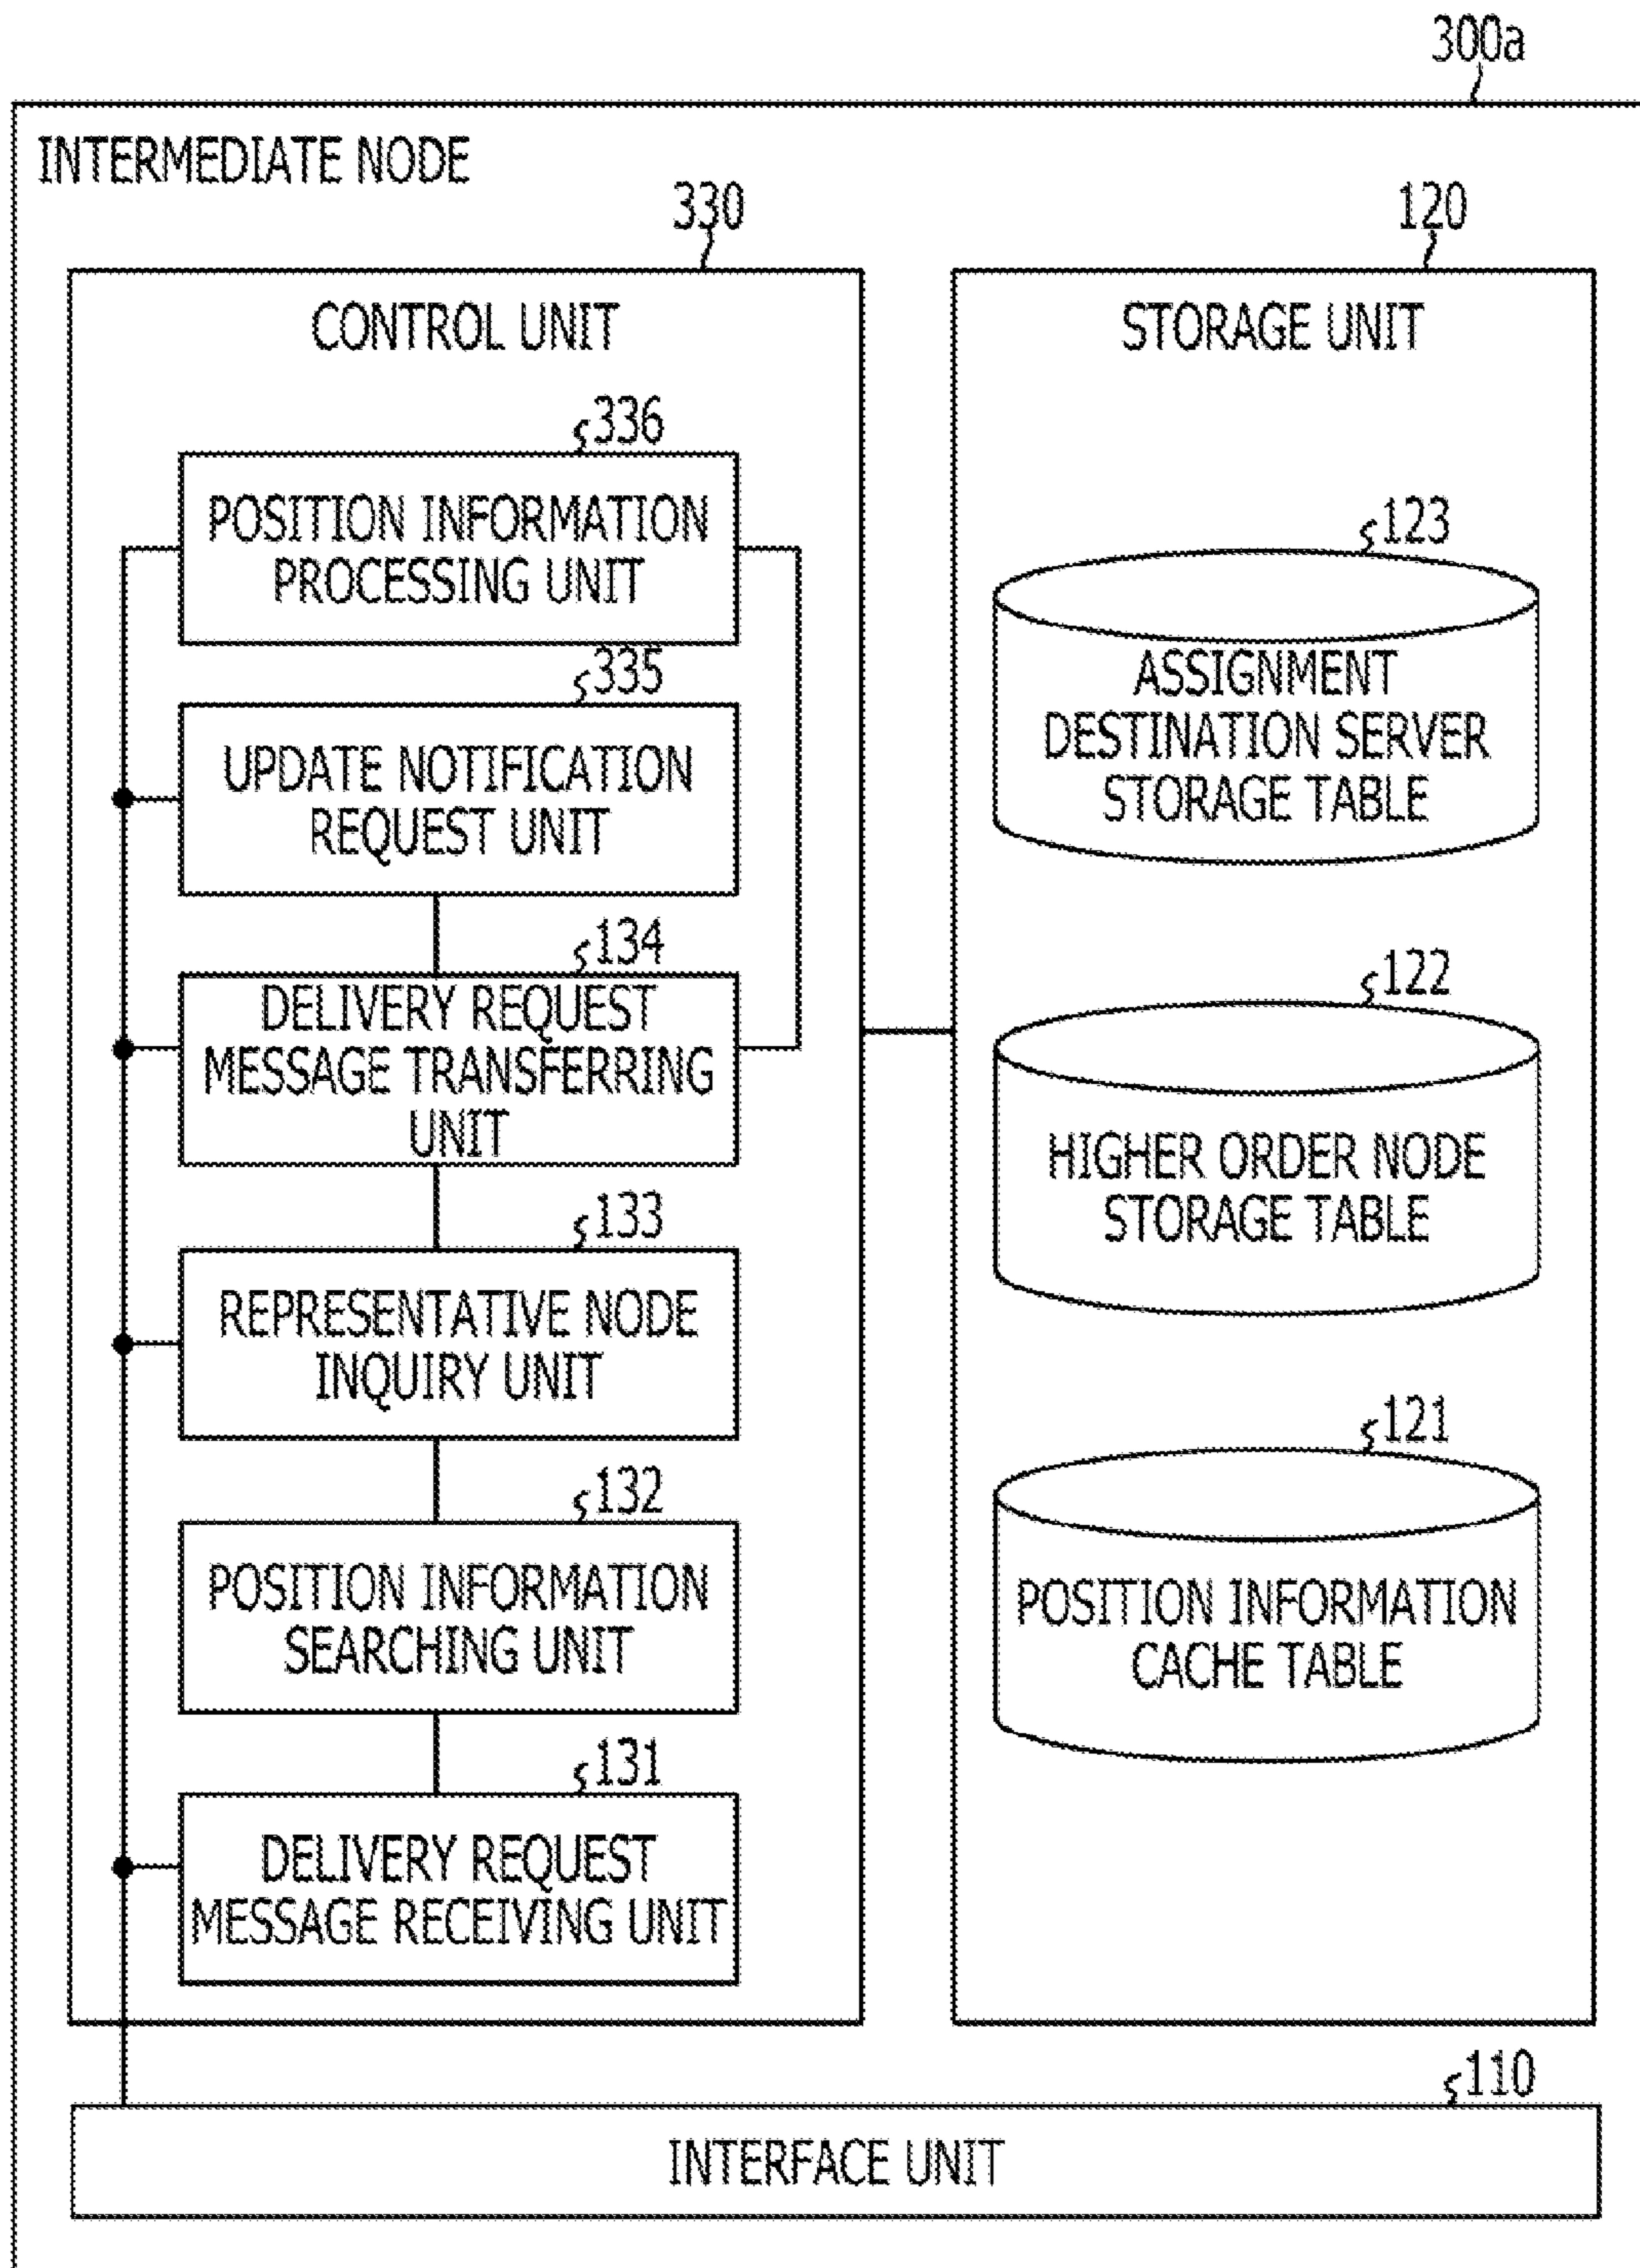 300a
INTERMEDIATE NODE
330
120
CONTROL UNIT
STORAGE UNIT
336
POSITION INFORMATION
PROCESSING UNIT
335
UPDATE NOTIFICATION
REQUEST UNIT
134
DELIVERY REQUEST
MESSAGE TRANSFERRING
UNIT
133
REPRESENTATIVE NODE
INQUIRY UNIT
132
POSITION INFORMATION
SEARCHING UNIT
131
DELIVERY REQUEST
MESSAGE RECEIVING UNIT
123
ASSIGNMENT
DESTINATION SERVER
STORAGE TABLE
122
HIGHER ORDER NODE
STORAGE TABLE
121
POSITION INFORMATION
CACHE TABLE
110
INTERFACE UNIT